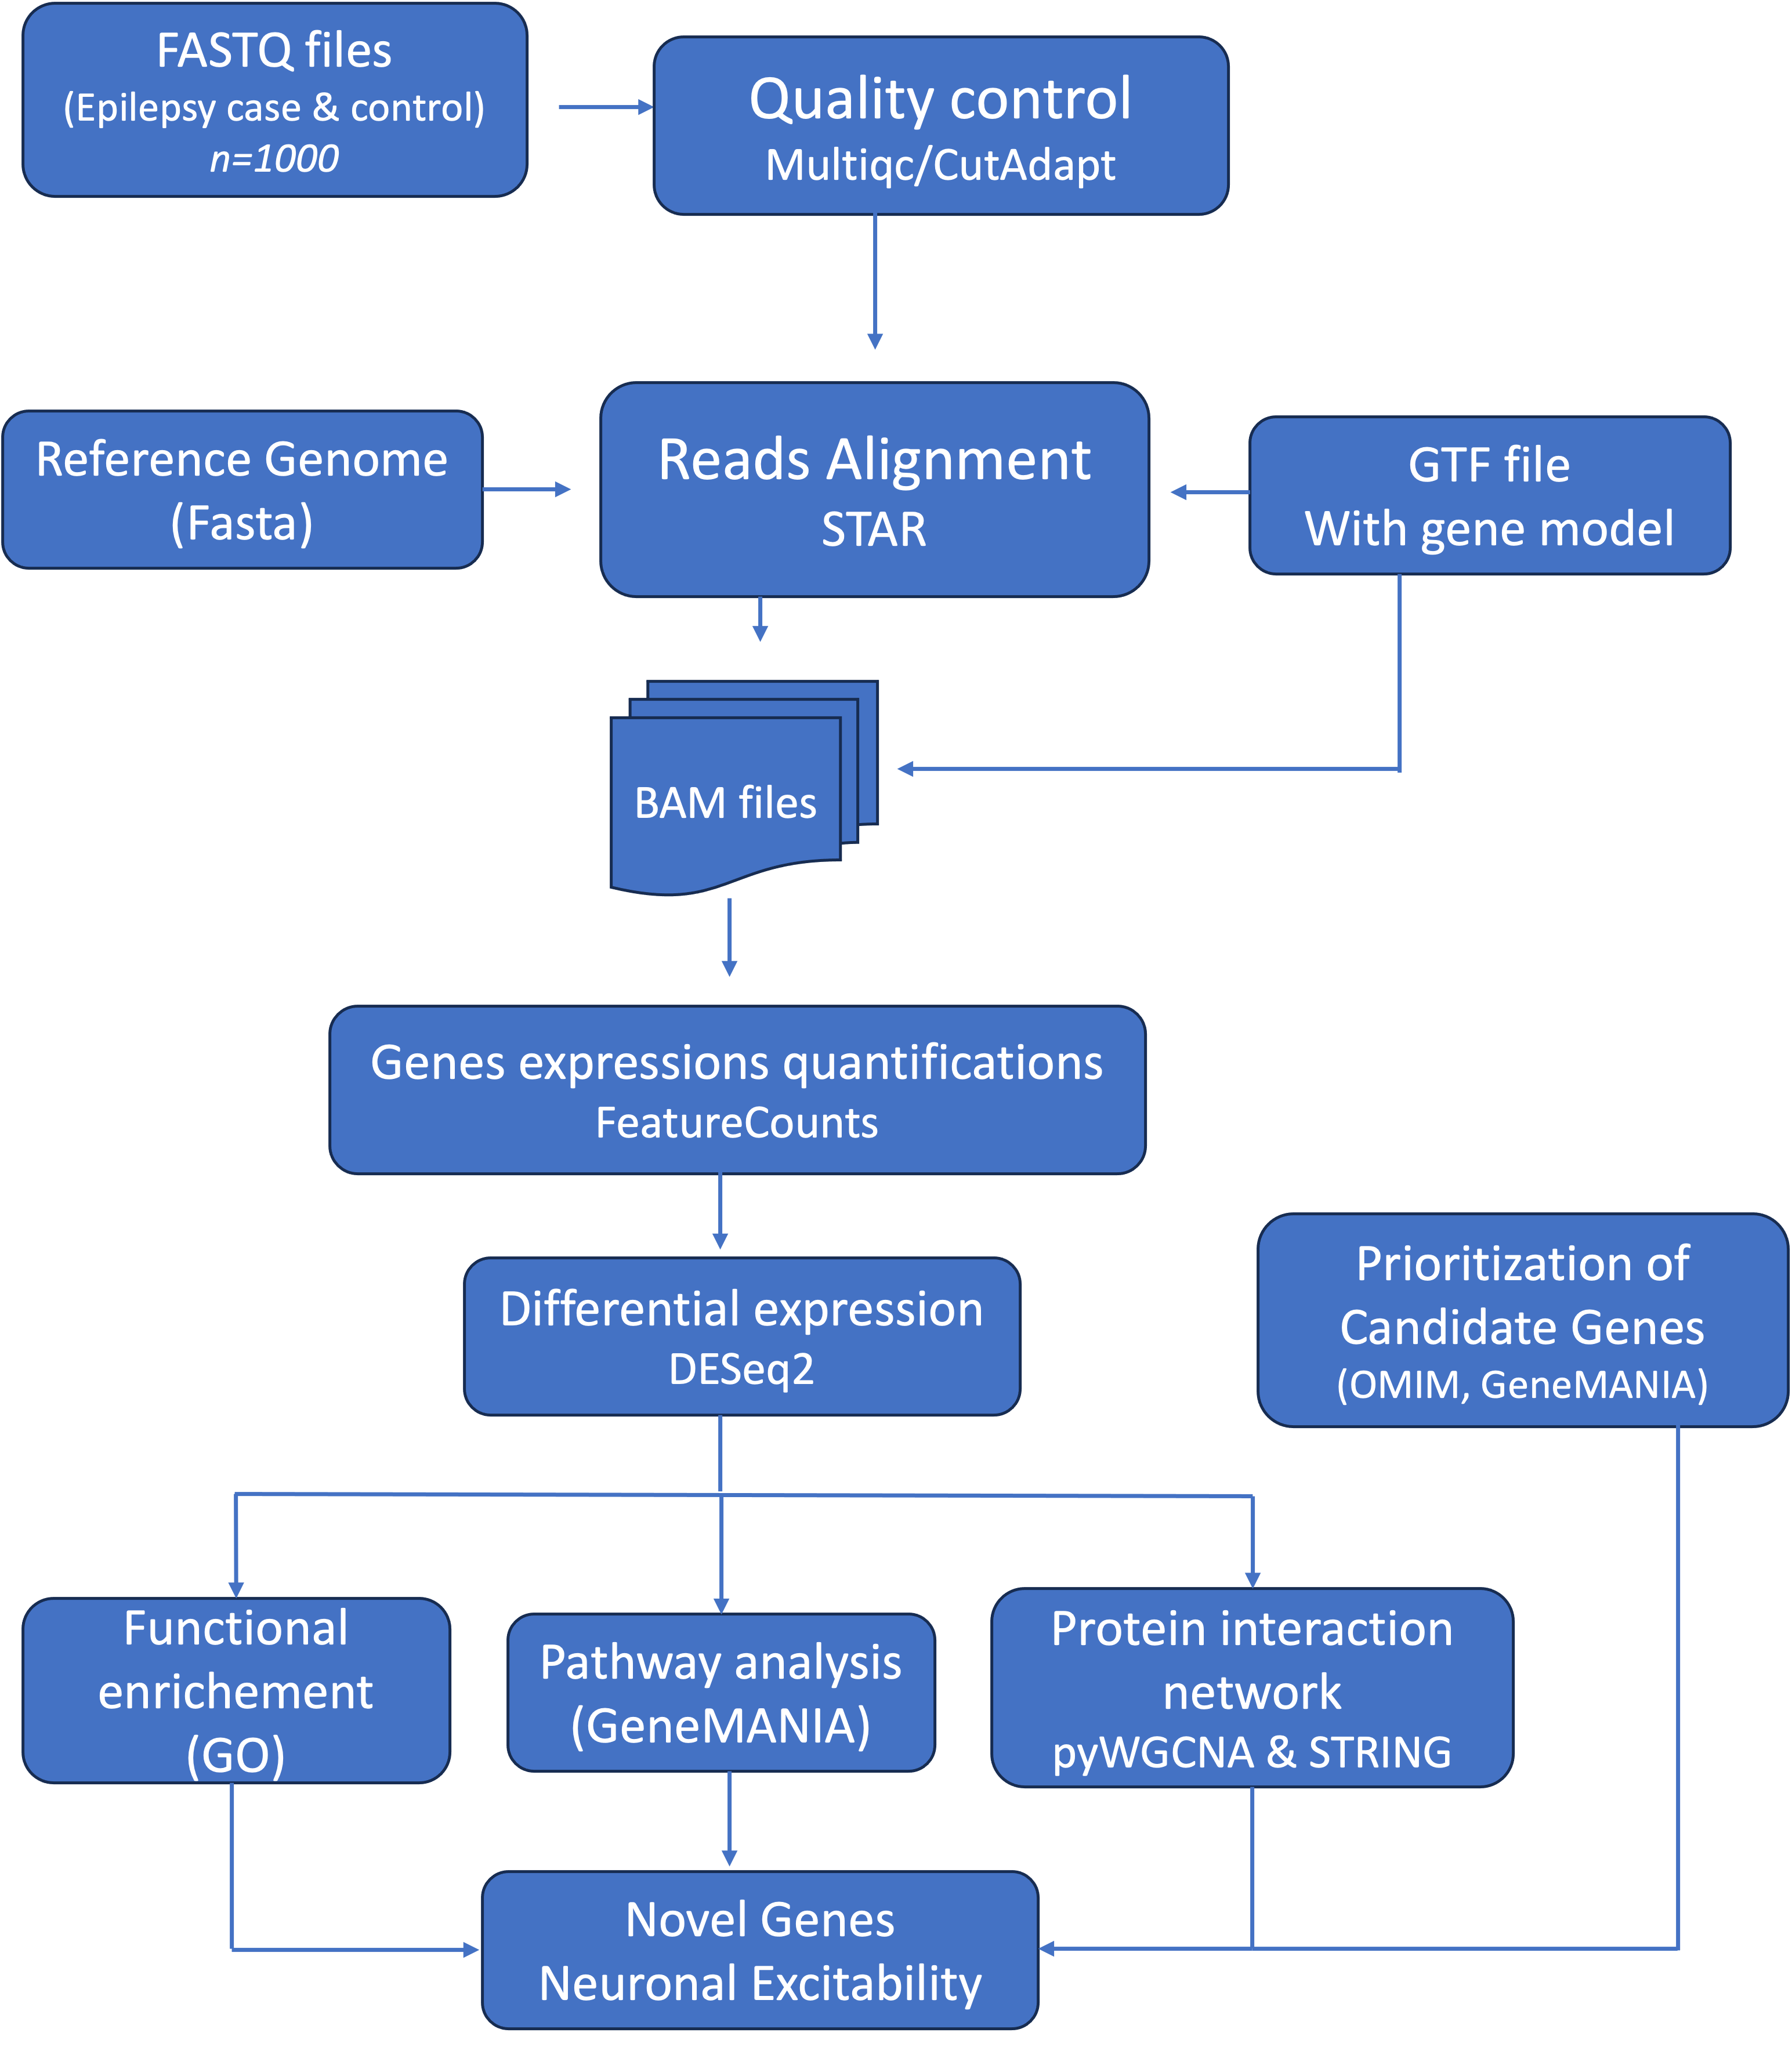 FASTQ files
(Epilepsy case & control)
n=1000
Quality control
Multiqc/CutAdapt
Reference Genome
(Fasta)
Reads Alignment
STAR
GTF file
With gene model
BAM files
Genes expressions quantifications
FeatureCounts
Differential expression
DESeq2
Prioritization of
Candidate Genes
(OMIM, GeneMANIA)
Functional
enrichement
(GO)
Pathway analysis
(GeneMANIA)
Protein interaction
network
pyWGCNA & STRING
Novel Genes
Neuronal Excitability